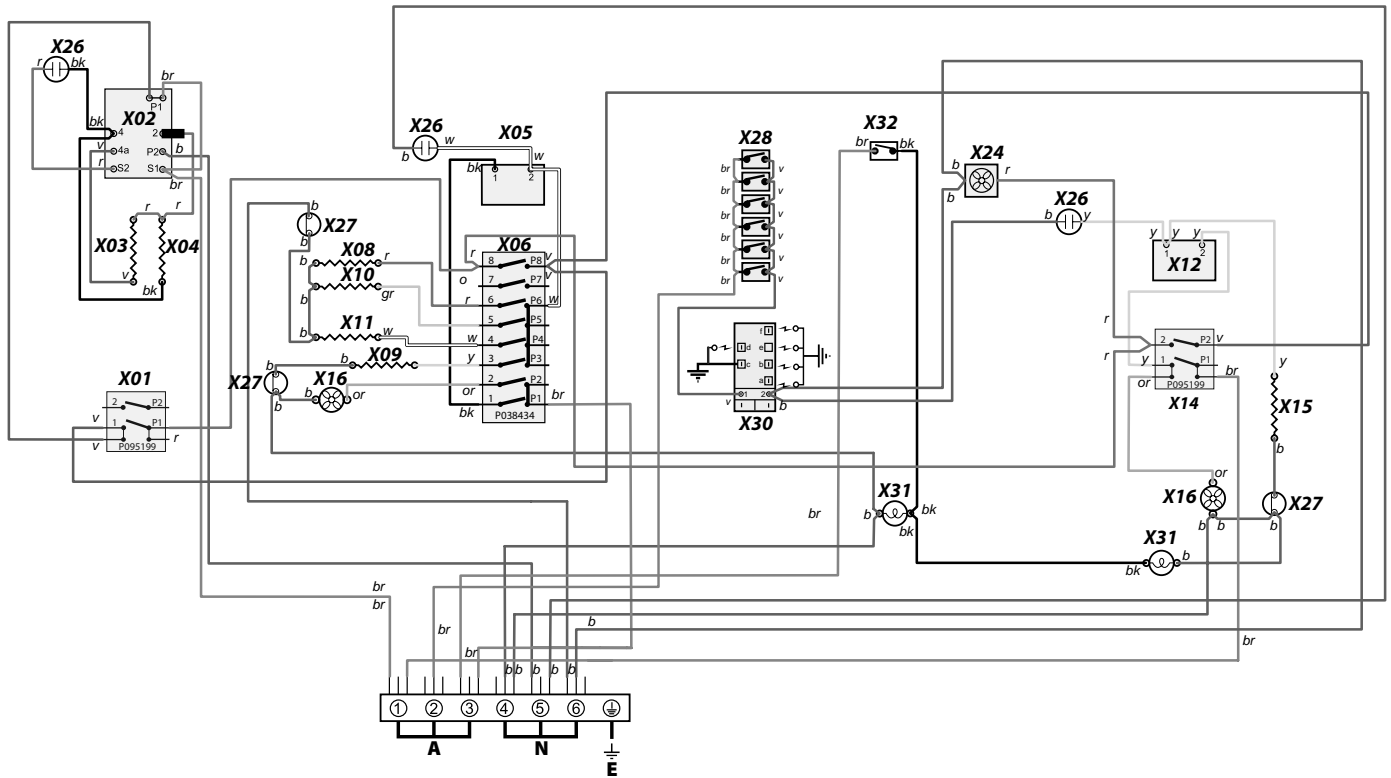 X26
r
bk
br
P1
X02
bk
4
2
v
4a
P2
b
r
S2
S1
br
r
r
X03
X04
v
bk
X01
2
P2
v
1
P1
v
r
P095199
b
X27
b
b
X08
r
b
X10
gr
b
X11
w
b
X09
X27
b
X16
b
or
b
X26
b
w
X05
w
bk
1
2
X06
r
8
P8
v
v
o
7
P7
r
6
P6
w
5
P5
w
4
P4
y
3
P3
2
P2
or
1
P1
br
bk
P038434
X28
br
v
br
v
br
v
br
v
X32
br
bk
f
d
e
c
b
a
1
2
v
b
X30
X24
b
r
b
X26
b
y
y
y
y
1
2
X12
r
2
P2
v
r
y
1
P1
or
br
P095199
X14
y
X15
b
or
X16
b
b
X27
b
X31
b
bk
bk
br
X31
bk
b
br
br
br
br
b
br
b
b
b
b
b
b
1
2
3
4
5
6
A
N
E